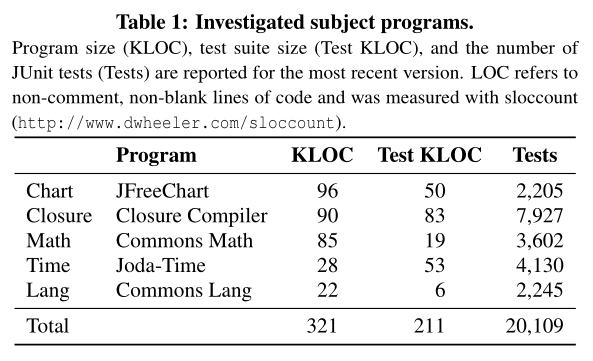 Table 1: Investigated subject programs.
Program size (KLOC), test suite size (Test KLOC), and the number of
JUnit tests (Tests) are reported for the most recent version. LOC refers to
non-comment, non-blank lines of code and was measured with sloccount
(http://www.dwheeler.com/sloccount).
Program KLOC Test KLOC Tests
Chart JFreeChart 96 50 2,205
Closure Closure Compiler 90 83 7,927
Math Commons Math 85 19 3,602
Time Joda-Time 28 53 4,130
Lang Commons Lang 22 6 2,245
Total 321 211 20,109